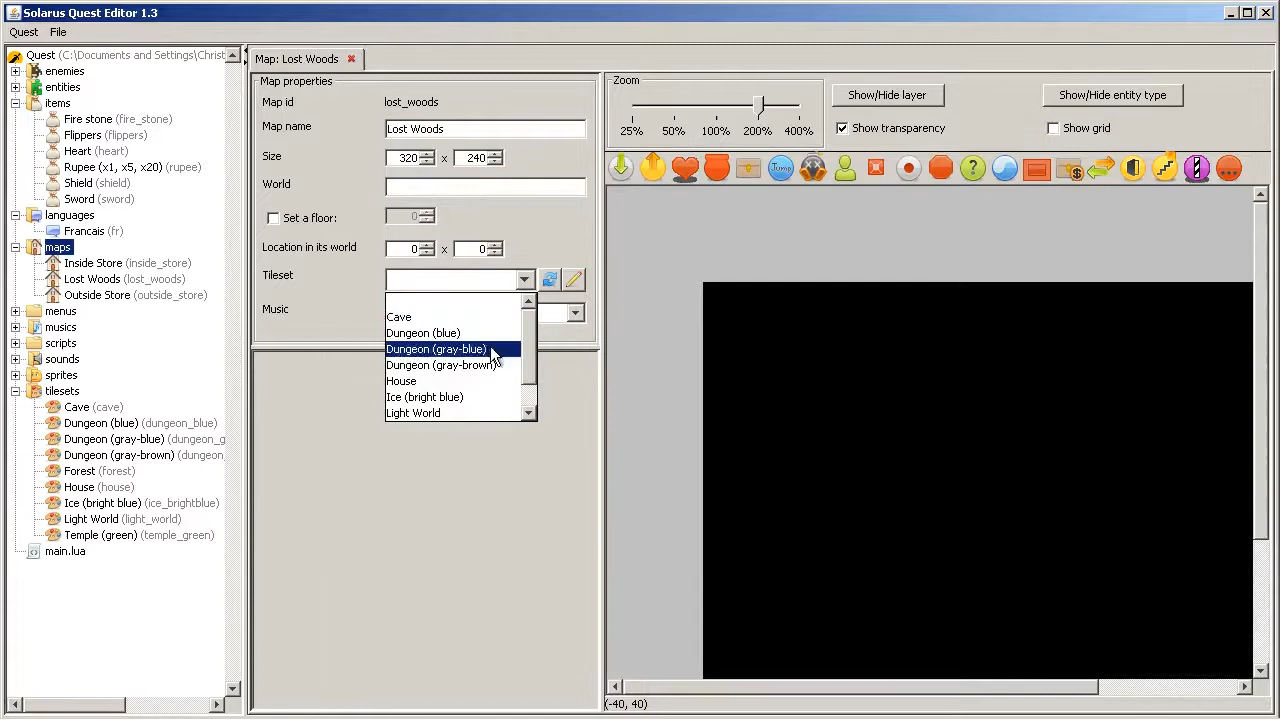 Solarus Quest Editor 1.3
Quest File
Quest (C:\Documents and Settings\Christ
enemies
entities
items
Fire stone (fire_stone)
Flippers (flippers)
Heart (heart)
Rupee (x1, x5, x20) (rupee)
Shield (shield)
Sword (sword)
languages
Francais (fr)
maps
Inside Store (inside_store)
Lost Woods (lost_woods)
Outside Store (outside_store)
menus
musics
scripts
sounds
sprites
tilesets
Cave (cave)
Dungeon (blue) (dungeon_blue)
Dungeon (gray-blue) (dungeon_g
Dungeon (gray-brown) (dungeon_
Forest (forest)
House (house)
Ice (bright blue) (ice_brightblue)
Light World (light_world)
Temple (green) (temple_green)
main.lua
Map: Lost Woods
Map properties
Map id lost_woods
Map name Lost Woods
Size 320 x 240
World
Set a floor: 0
Location in its world 0 x 0
Tileset
Cave
Dungeon (blue)
Dungeon (gray-blue)
Dungeon (gray-brown)
House
Ice (bright blue)
Light World
Music
Zoom
25% 50% 100% 200% 400%
Show/Hide layer
Show/Hide entity type
Show transparency
Show grid
Jump
?
$
...
(-40, 40)